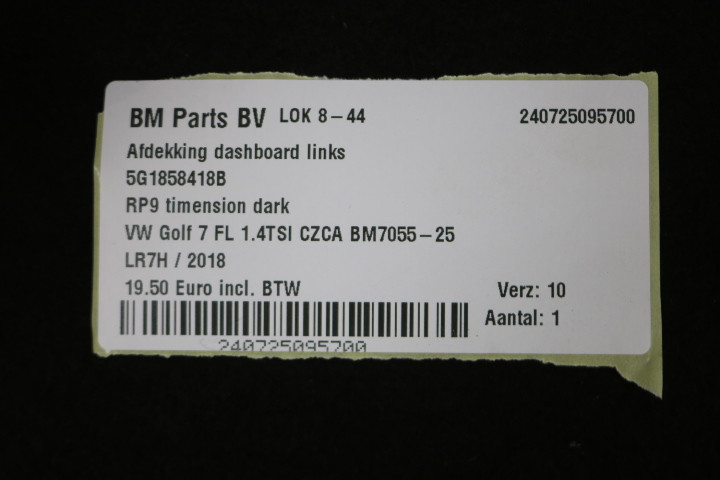 BM Parts BV LOK 8-44 240725095700
Afdekking dashboard links
5G1858418B
RP9 timension dark
VW Golf 7 FL 1.4TSI CZCA BM7055-25
LR7H / 2018
19.50 Euro incl. BTW Verz: 10
Aantal: 1
240725095700